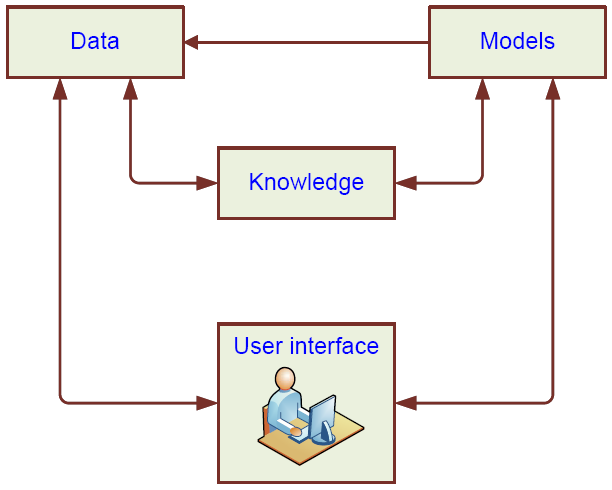 Data
Models
Knowledge
User interface